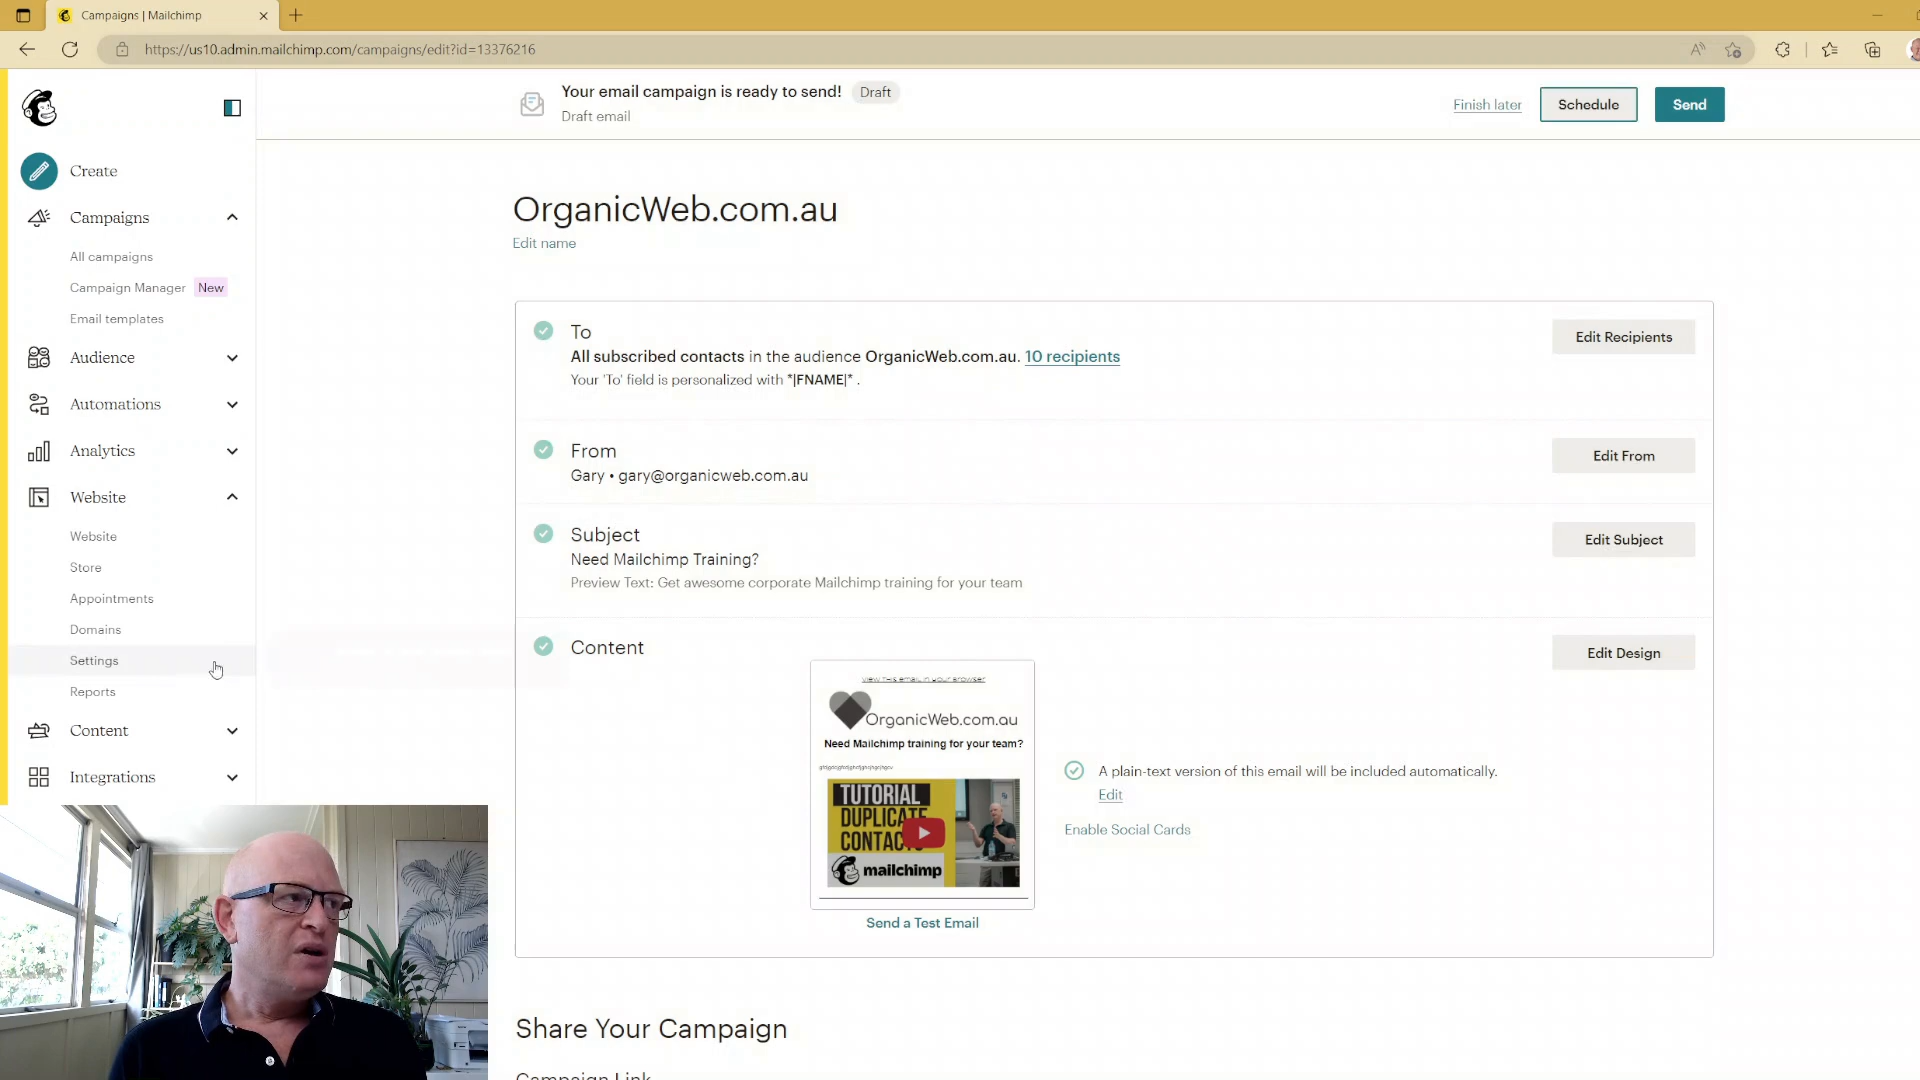 Campaigns | Mailchimp
https://us10.admin.mailchimp.com/campaigns/edit?id=13376216
Your email campaign is ready to send! Draft
Draft email
Finish later
Schedule
Send
Create
Campaigns
All campaigns
Campaign Manager New
Email templates
Audience
Automations
Analytics
Website
Website
Store
Appointments
Domains
Settings
Reports
Content
Integrations
OrganicWeb.com.au
Edit name
To
All subscribed contacts in the audience OrganicWeb.com.au. 10 recipients
Your 'To' field is personalized with *|FNAME|* .
Edit Recipients
From
Gary • gary@organicweb.com.au
Edit From
Subject
Need Mailchimp Training?
Preview Text: Get awesome corporate Mailchimp training for your team
Edit Subject
Content
Edit Design
View this email in your browser
OrganicWeb.com.au
Need Mailchimp training for your team?
TUTORIAL
DUPLICATE
CONTACTS
mailchimp
Send a Test Email
A plain-text version of this email will be included automatically.
Edit
Enable Social Cards
Share Your Campaign
Campaign Link